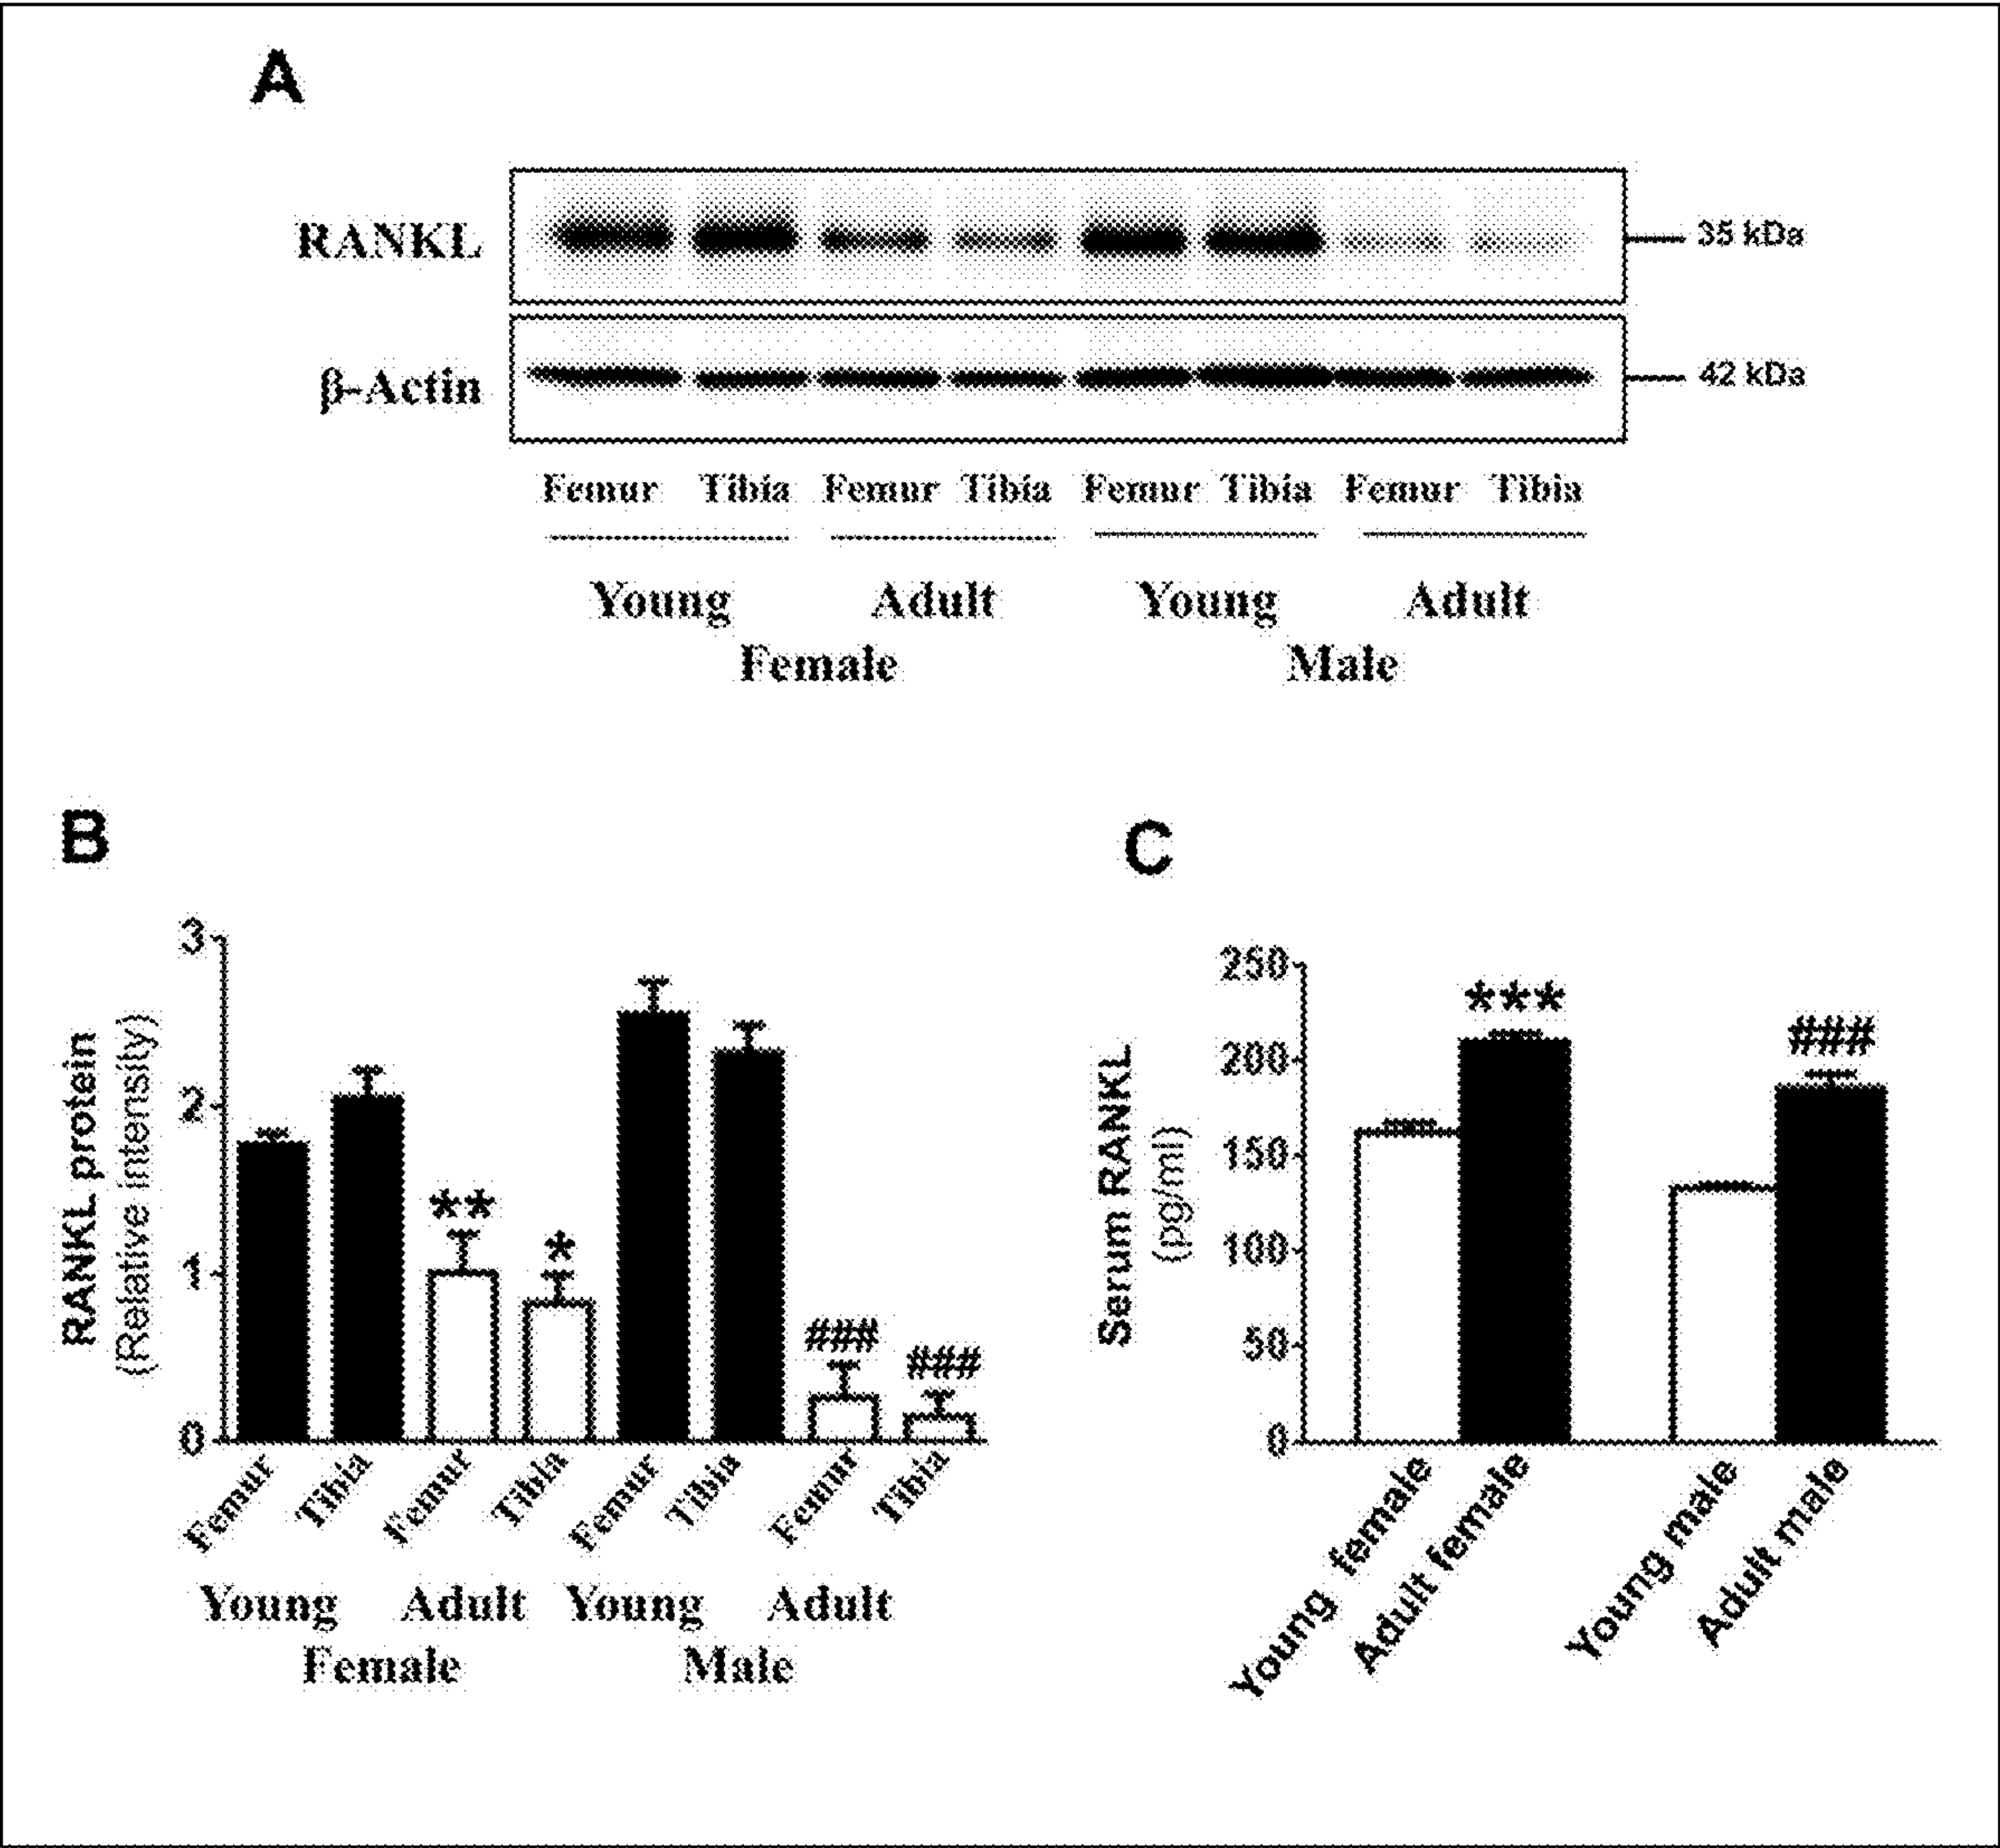 A
RANKL
35 kDa
β-Actin
42 kDa
Femur Tibia Femur Tibia Femur Tibia Femur Tibia
Young Adult Young Adult
Female Male
B
RANKL protein
(Relative intensity)
3
2
1
0
** * ### ###
Femur Tibia Femur Tibia Femur Tibia Femur Tibia
Young Adult Young Adult
Female Male
C
Serum RANKL
(pg/ml)
250
200
150
100
50
0
*** ###
Young female Adult female Young male Adult male